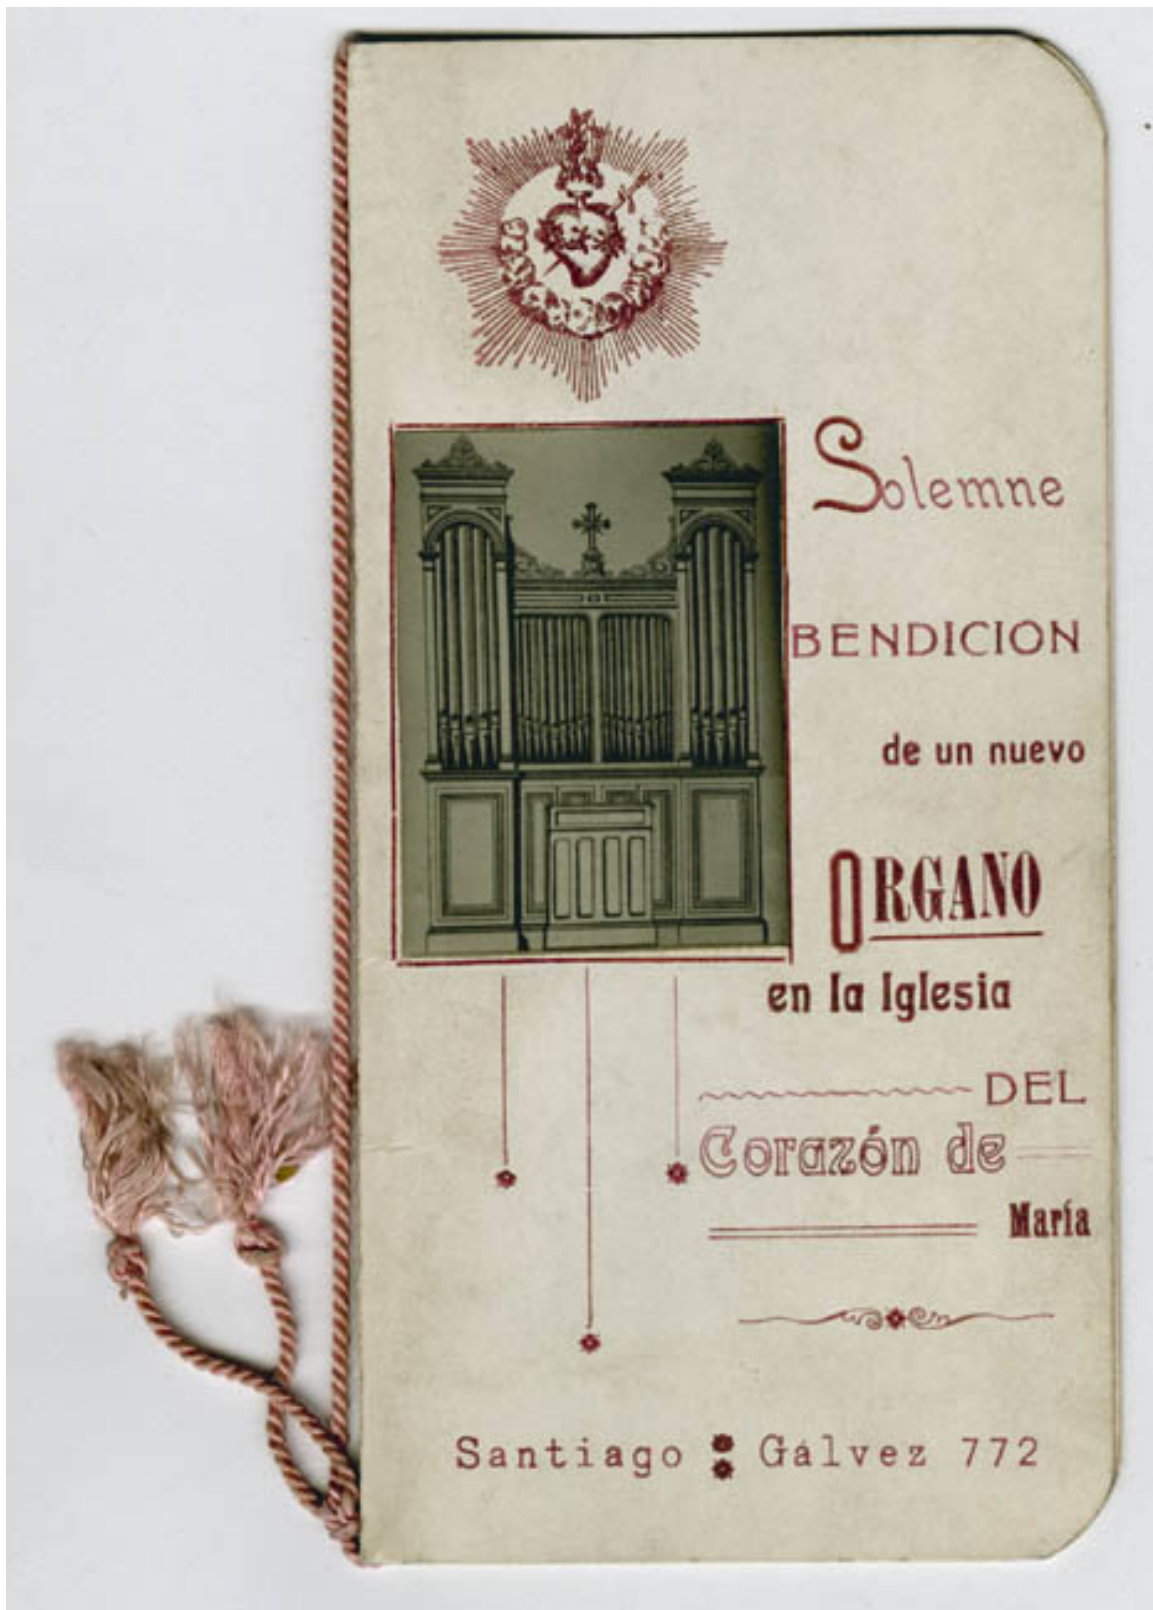 Solemne
BENDICION
de un nuevo
ORGANO
en la Iglesia
DEL
Corazón de
María
Santiago Gálvez 772